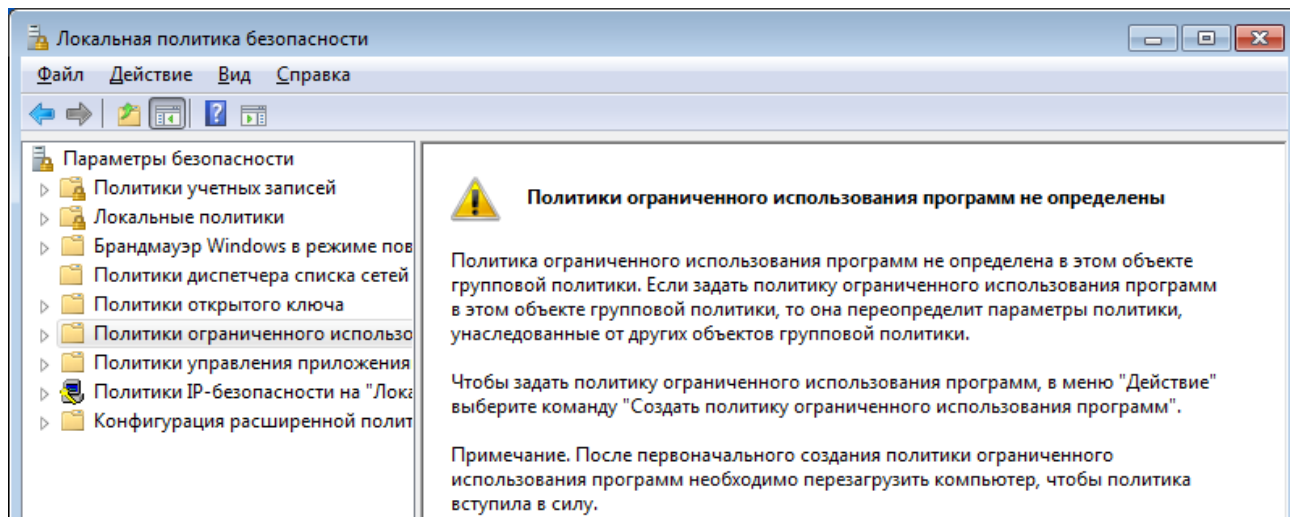 Локальная политика безопасности
Файл Действие Вид Справка
Параметры безопасности
Политики учетных записей
Локальные политики
Брандмауэр Windows в режиме пов
Политики диспетчера списка сетей
Политики открытого ключа
Политики ограниченного использо
Политики управления приложения
Политики IP-безопасности на "Лока
Конфигурация расширенной полит
Политики ограниченного использования программ не определены
Политика ограниченного использования программ не определена в этом объекте
групповой политики. Если задать политику ограниченного использования программ
в этом объекте групповой политики, то она переопределит параметры политики,
унаследованные от других объектов групповой политики.
Чтобы задать политику ограниченного использования программ, в меню "Действие"
выберите команду "Создать политику ограниченного использования программ".
Примечание. После первоначального создания политики ограниченного
использования программ необходимо перезагрузить компьютер, чтобы политика
вступила в силу.